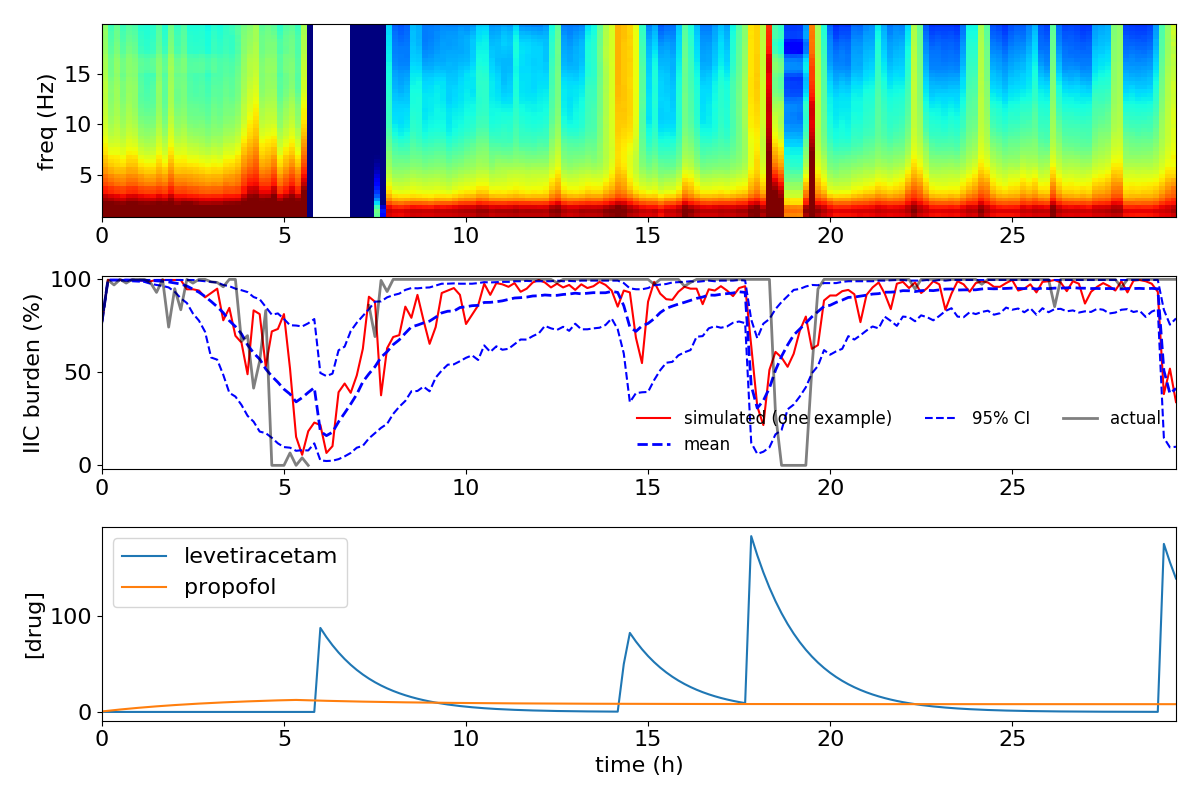 freq (Hz)
15
10
5
0 5 10 15 20 25
IIC burden (%)
100
50
0
simulated (one example)
mean
95% CI
actual
0 5 10 15 20 25
[drug]
100
0
levetiracetam
propofol
0 5 10 15 20 25
time (h)